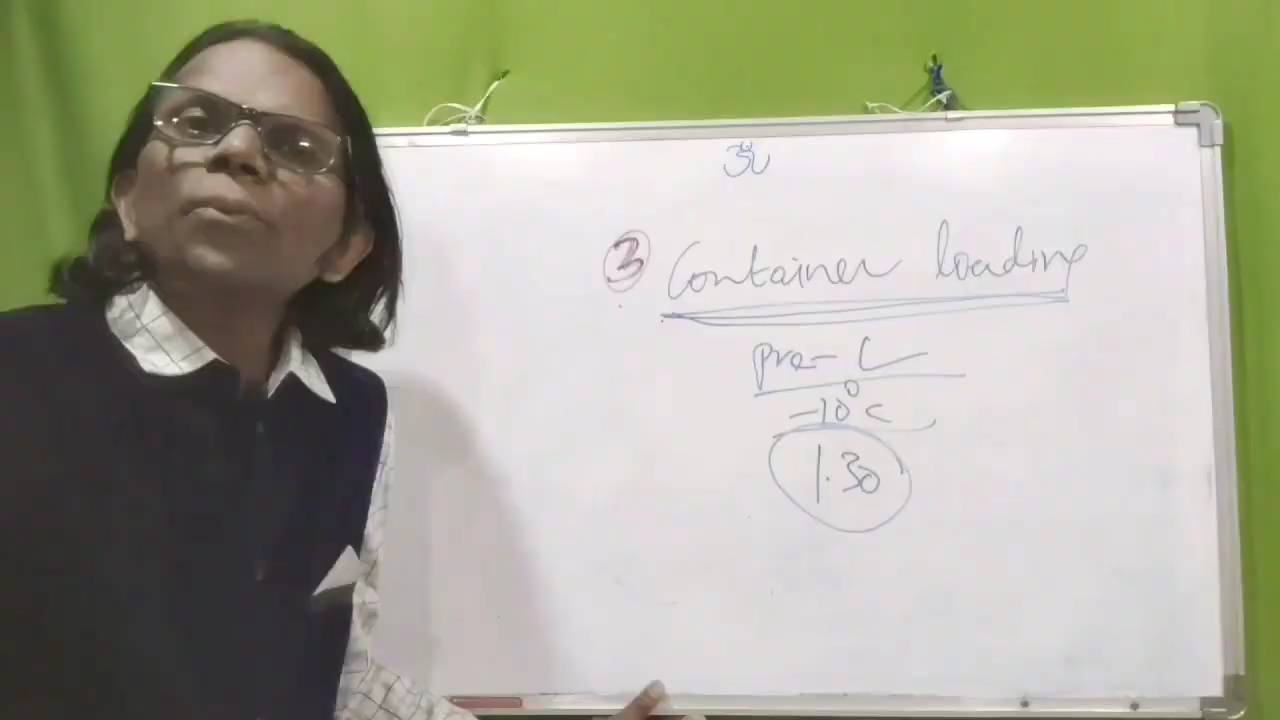 ॐ
③ Container loading
pre- C
-10°C
1.30